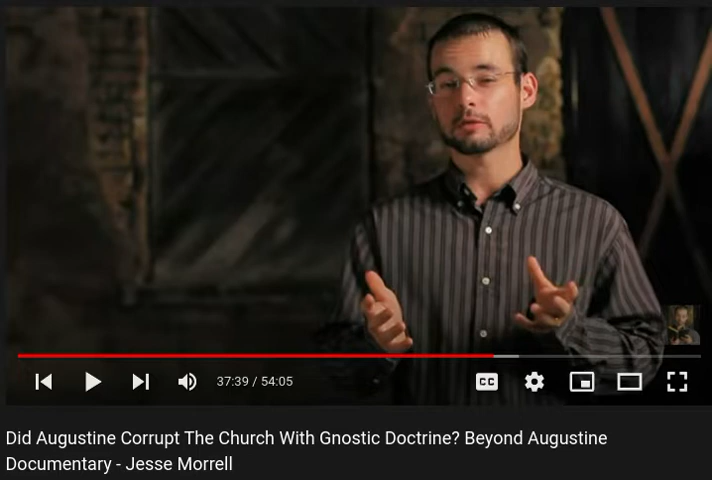 CC
37:39 / 54:05
Did Augustine Corrupt The Church With Gnostic Doctrine? Beyond Augustine
Documentary - Jesse Morrell